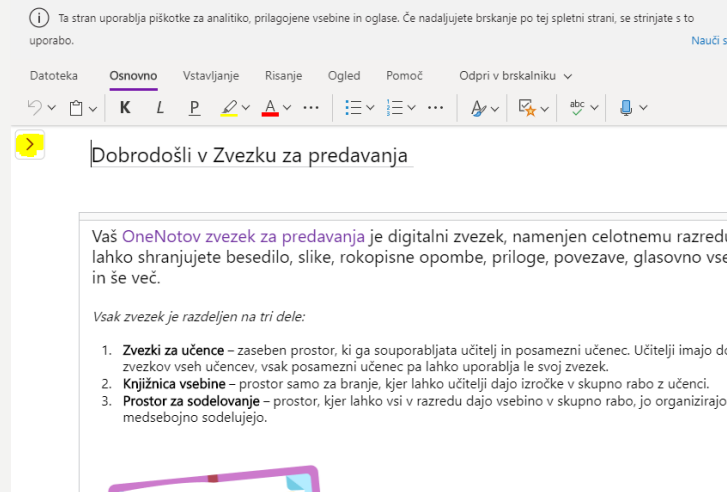 Ta stran uporablja piškotke za analitiko, prilagojene vsebine in oglase. Če nadaljujete brskanje po tej spletni strani, se strinjate s to
uporabo.
Nauči s
Datoteka Osnovno Vstavljanje Risanje Ogled Pomoč Odpri v brskalniku
K L P A abc
Dobrodošli v Zvezku za predavanja
Vaš OneNotov zvezek za predavanja je digitalni zvezek, namenjen celotnemu razredu
lahko shranjujete besedilo, slike, rokopisne opombe, priloge, povezave, glasovno vse
in še več.
Vsak zvezek je razdeljen na tri dele:
1. Zvezki za učence – zaseben prostor, ki ga souporabljata učitelj in posamezni učenec. Učitelji imajo do
zvezkov vseh učencev, vsak posamezni učenec pa lahko uporablja le svoj zvezek.
2. Knjižnica vsebine – prostor samo za branje, kjer lahko učitelji dajo izročke v skupno rabo z učenci.
3. Prostor za sodelovanje – prostor, kjer lahko vsi v razredu dajo vsebino v skupno rabo, jo organizirajo
medsebojno sodelujejo.